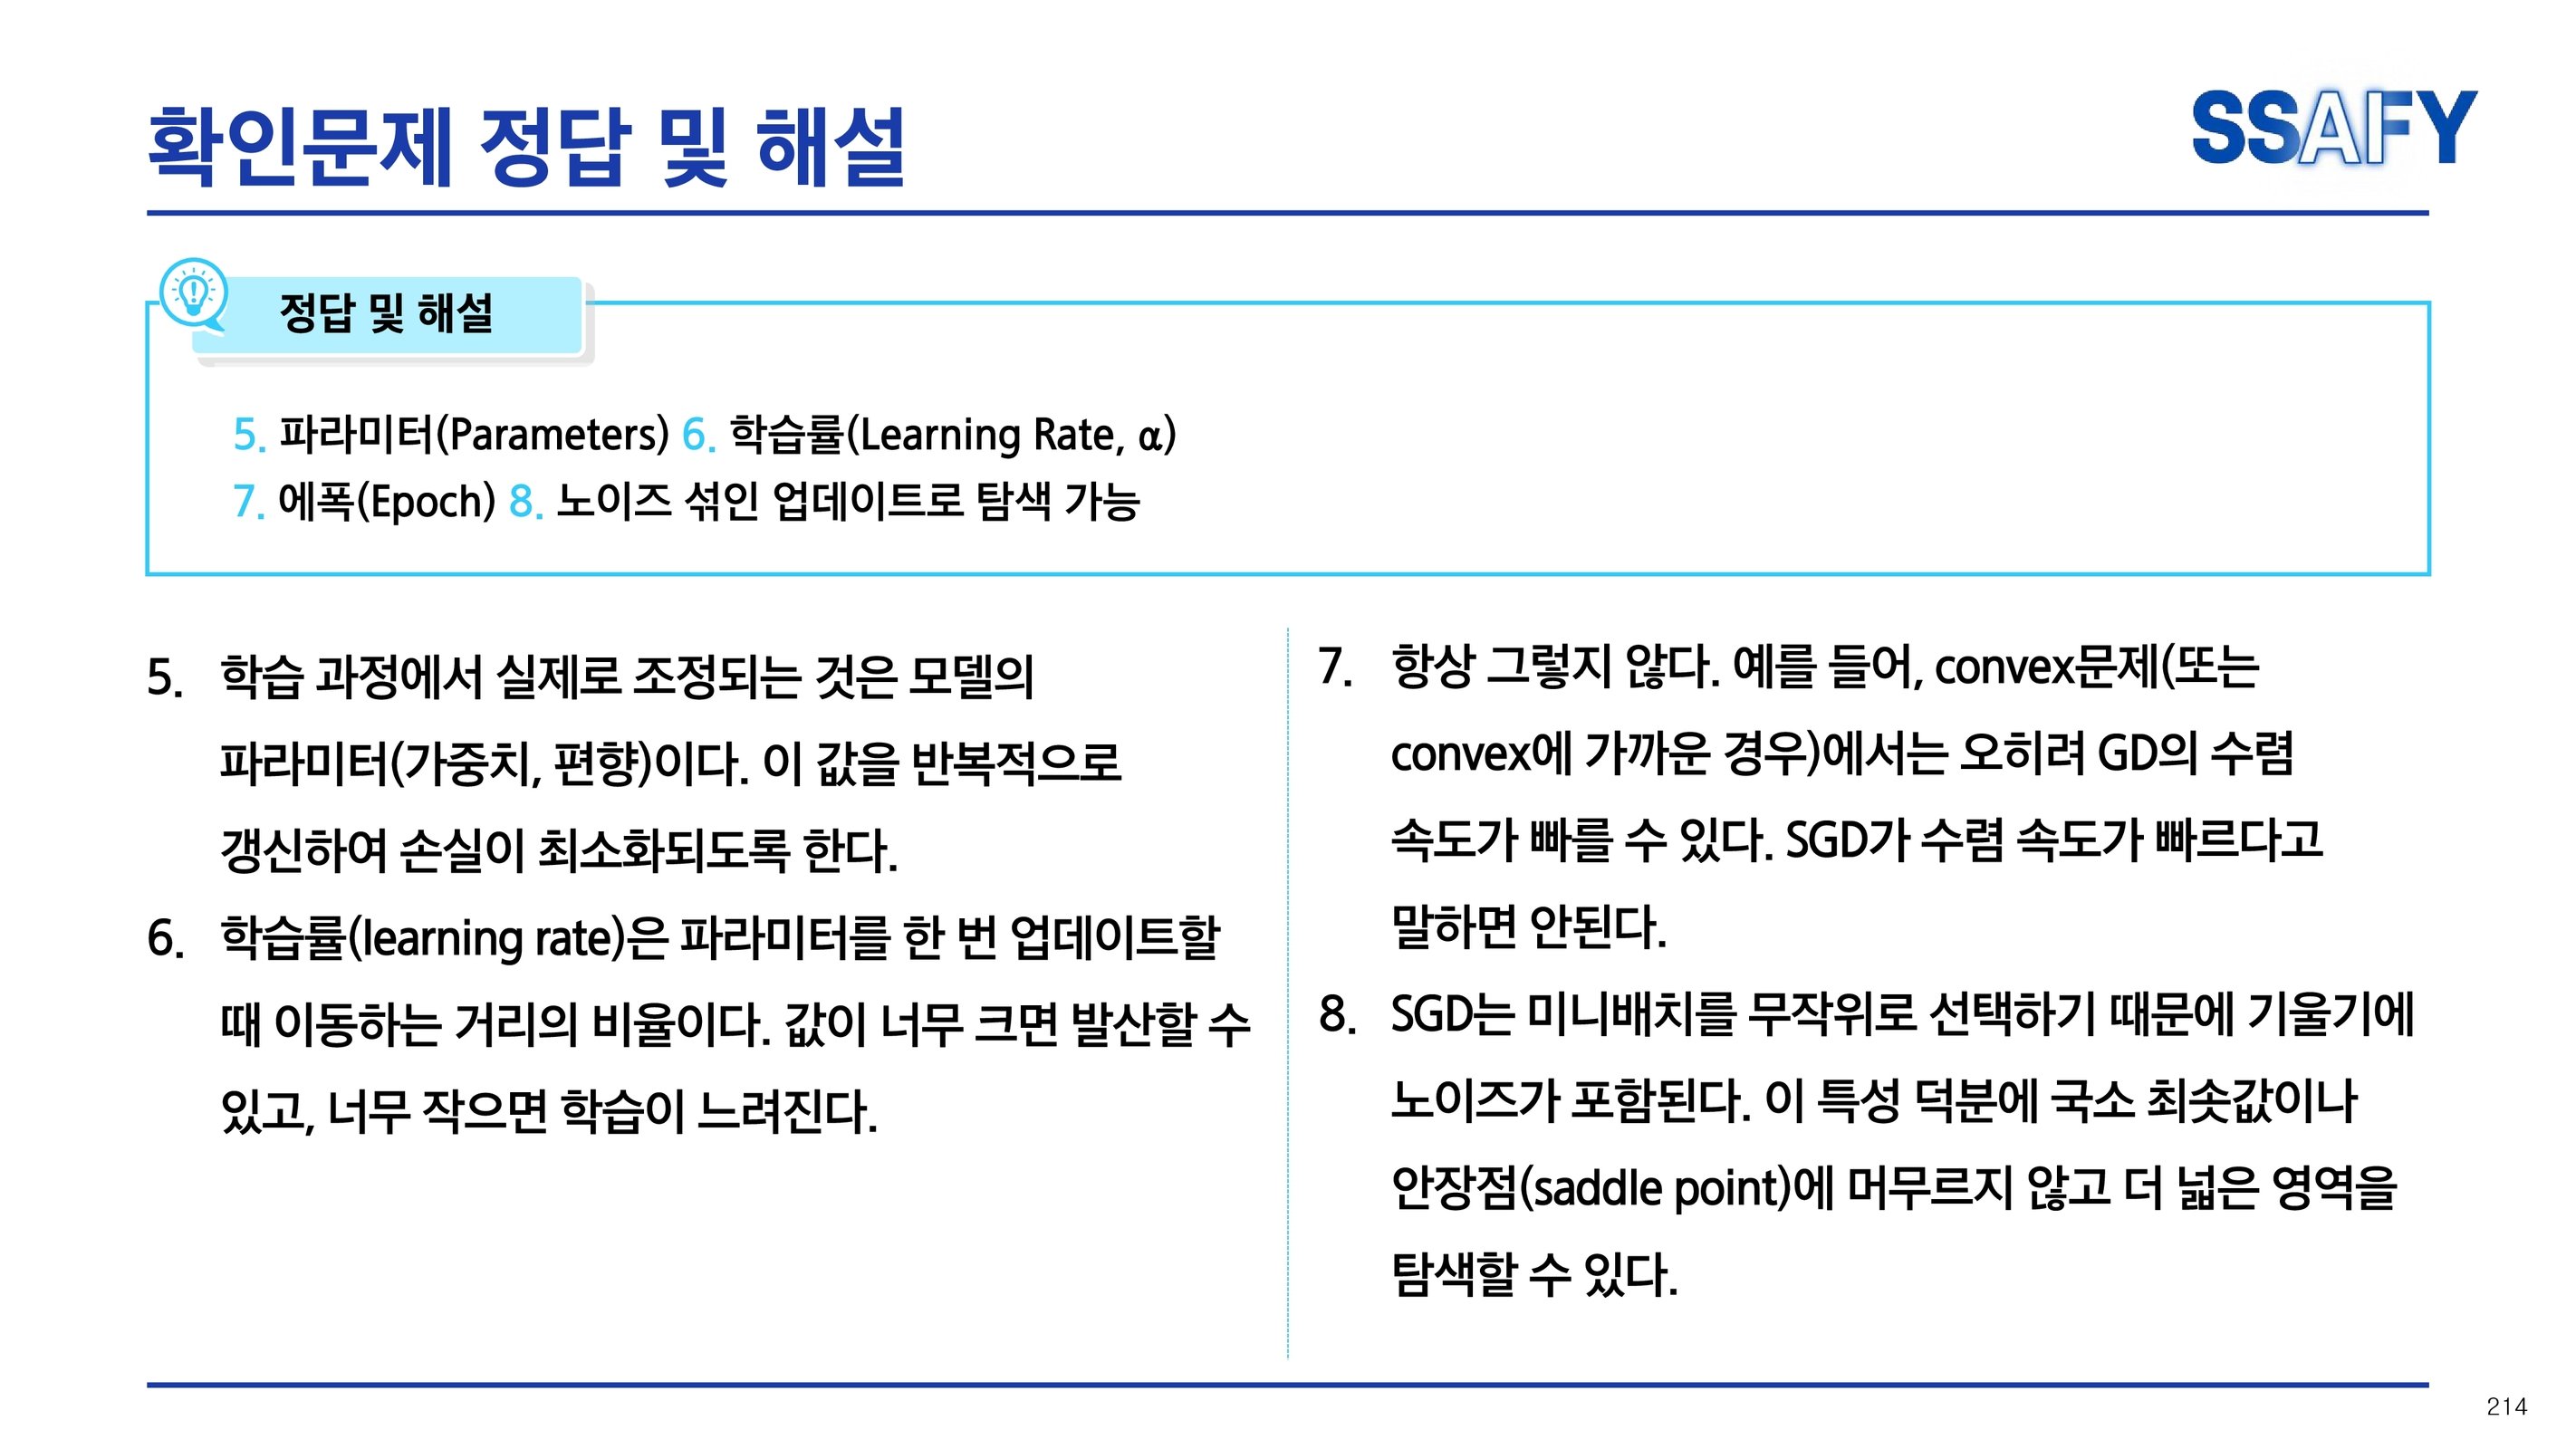 확인문제 정답 및 해설
SSAFY
정답 및 해설
5. 파라미터(Parameters) 6. 학습률(Learning Rate, α)
7. 에폭(Epoch) 8. 노이즈 섞인 업데이트로 탐색 가능
5. 학습 과정에서 실제로 조정되는 것은 모델의
파라미터(가중치, 편향)이다. 이 값을 반복적으로
갱신하여 손실이 최소화되도록 한다.
6. 학습률(learning rate)은 파라미터를 한 번 업데이트할
때 이동하는 거리의 비율이다. 값이 너무 크면 발산할 수
있고, 너무 작으면 학습이 느려진다.
7. 항상 그렇지 않다. 예를 들어, convex문제(또는
convex에 가까운 경우)에서는 오히려 GD의 수렴
속도가 빠를 수 있다. SGD가 수렴 속도가 빠르다고
말하면 안된다.
8. SGD는 미니배치를 무작위로 선택하기 때문에 기울기에
노이즈가 포함된다. 이 특성 덕분에 국소 최솟값이나
안장점(saddle point)에 머무르지 않고 더 넓은 영역을
탐색할 수 있다.
214